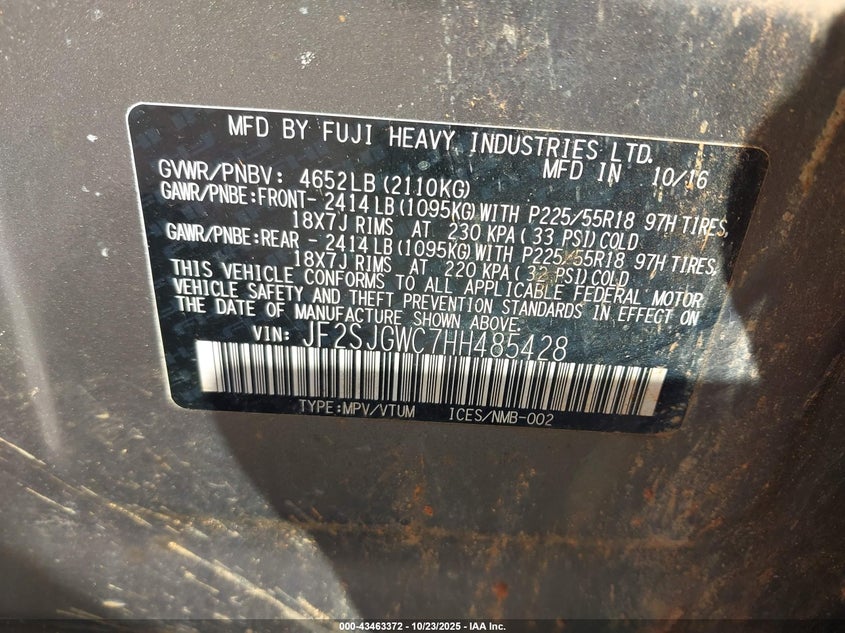 MFD BY FUJI HEAVY INDUSTRIES LTD.
MFD IN 10/16
GVWR/PNBV: 4652LB(2110KG)
GAWR/PNBE:FRONT- 2414LB(1095KG)WITH P225/55R18 97H TIRES,
18X7J RIMS AT 230 KPA(33 PSI)COLD
GAWR/PNBE:REAR - 2414LB(1095KG)WITH P225/55R18 97H TIRES,
18X7J RIMS AT 220 KPA(32 PSI)COLD
THIS VEHICLE CONFORMS TO ALL APPLICABLE FEDERAL MOTOR
VEHICLE SAFETY AND THEFT PREVENTION STANDARDS IN EFFECT ON
THE DATE OF MANUFACTURE SHOWN ABOVE.
VIN: JF2SJGWC7HH485428
TYPE:MPV/VTUM ICES/NMB-002
000-43463372 - 10/23/2025 - IAA Inc.